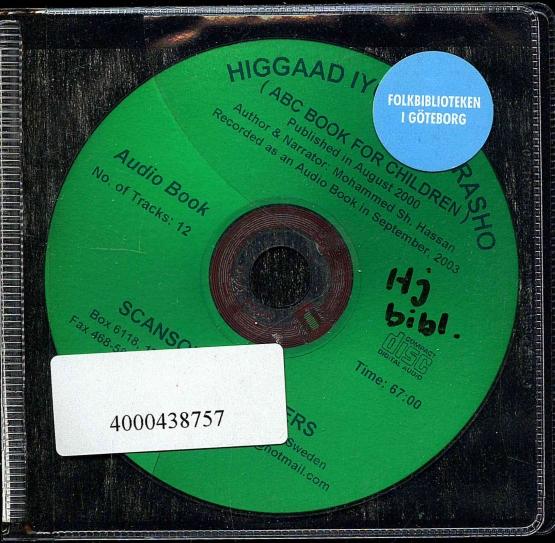 HIGGAAD IY
RASHO
( ABC BOOK FOR CHILDREN )
Published in August 2000
Author & Narrator: Mohammed Sh. Hassan
Recorded as an Audio Book in September, 2003
FOLKBIBLIOTEKEN
I GÖTEBORG
Audio Book
No. of Tracks: 12
Hj
bibl.
COMPACT
disc
DIGITAL AUDIO
Time: 67:00
Box 6118,
Fax 468-
4000438757
ERS
Sweden
hotmail.com